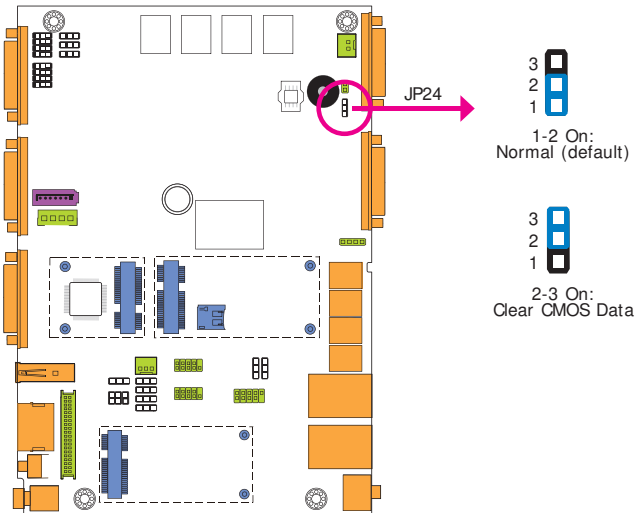 JP24
3
2
1
1-2 On:
Normal (default)
3
2
1
2-3 On:
Clear CMOS Data